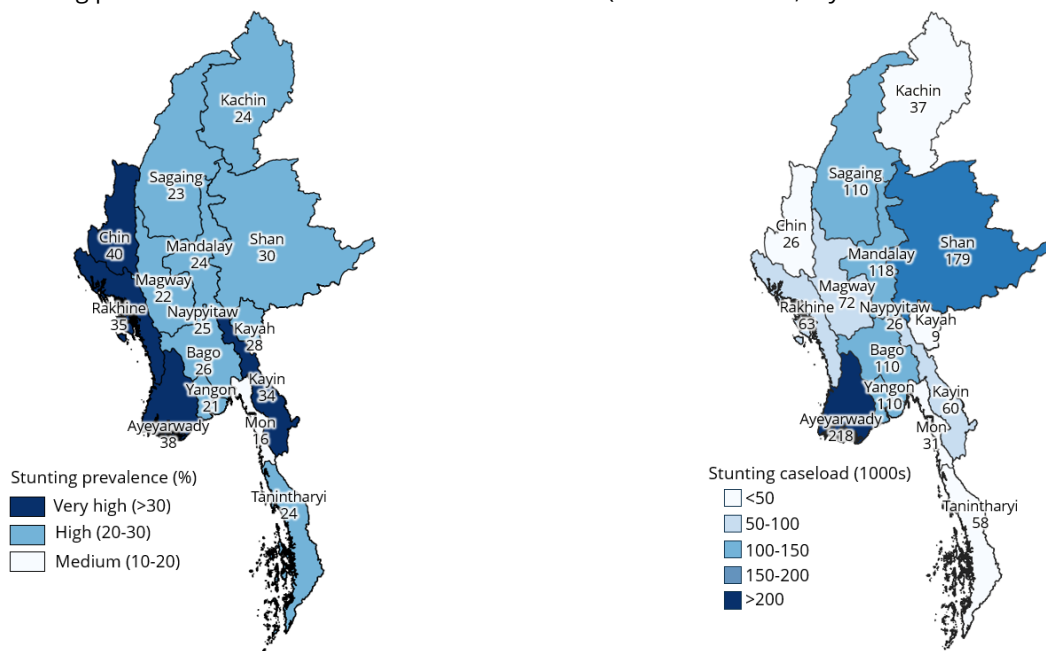 Kachin
24
Sagaing
23
Chin
40
Mandalay
24
Shan
30
Magway
22
Rakhine
35
Naypyitaw
25
Kayah
28
Bago
26
Kayin
34
Yangon
21
Ayeyarwady
38
Mon
16
Tanintharyi
24
Stunting prevalence (%)
Very high (>30)
High (20-30)
Medium (10-20)
Kachin
37
Sagaing
110
Chin
26
Shan
179
Mandalay
118
Magway
72
Rakhine
63
Naypyitaw
26
Kayah
9
Bago
110
Kayin
60
Yangon
110
Ayeyarwady
218
Mon
31
Tanintharyi
58
Stunting caseload (1000s)
<50
50-100
100-150
150-200
>200